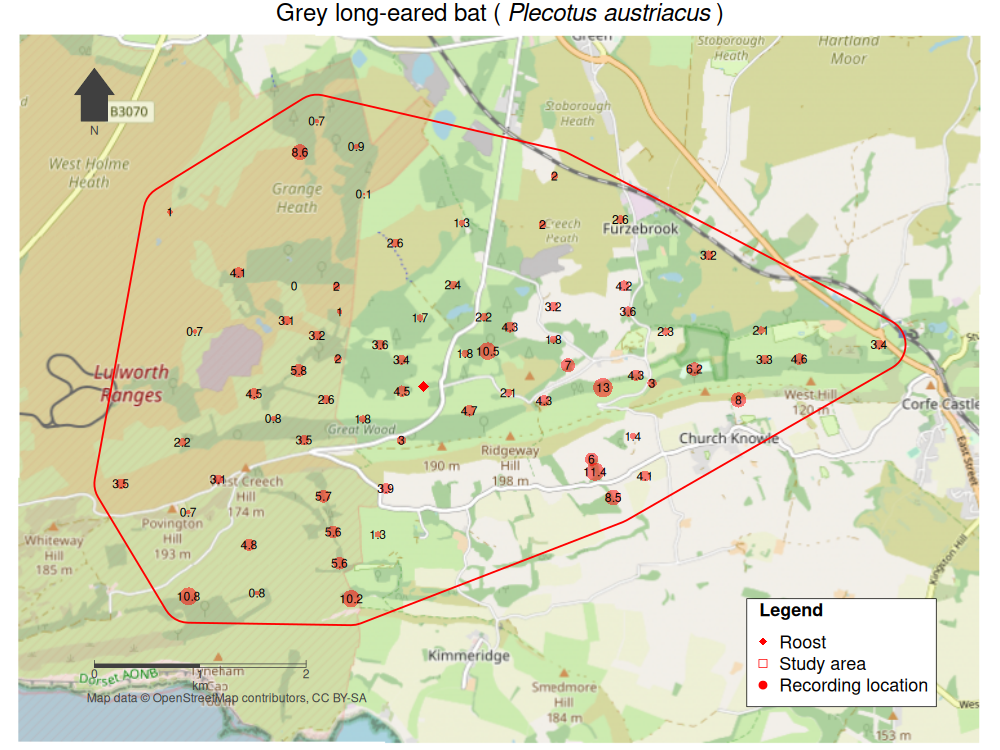 Grey long-eared bat ( Plecotus austriacus )
Green
Stoborough
Heath
Hartland
Moor
B3070
N
Stoborough
Heath
0.7
8.6
0.9
West Holme
Heath
2
Grange
Heath
0.1
1
1.3
2
Creech
Peath
2.6
Furzebrook
2.6
3.2
4.1
0
2
2.4
4.2
3.2
1
3.6
3.1
1.7
2.2
4.3
0.7
3.2
2.3
2.1
3.6
1.8
3.4
1.8
10.5
2
3.4
3.3
4.6
7
6.2
5.8
Lulworth
Ranges
4.3
3
13
4.5
4.5
2.1
2.6
4.3
8
West Hill
120 m
Corfe Castle
4.7
0.8
1.8
Great Wood
2.2
3.5
3
1.4
Church Knowle
East Street
190 m
Ridgeway
Hill
198 m
6
11.4
4.1
3.5
3.1
st Creech
Hill
174 m
5.7
3.9
8.5
0.7
Povington
Hill
193 m
5.6
1.3
Whiteway
Hill
185 m
4.8
5.6
Kingston Hill
10.8
0.8
10.2
Legend
Roost
Study area
Recording location
Kimmeridge
0
1
2
km
Tyneham
Cap
Dorset AONB
Map data © OpenStreetMap contributors, CC BY-SA
Smedmore
Hill
184 m
Wes
153 m